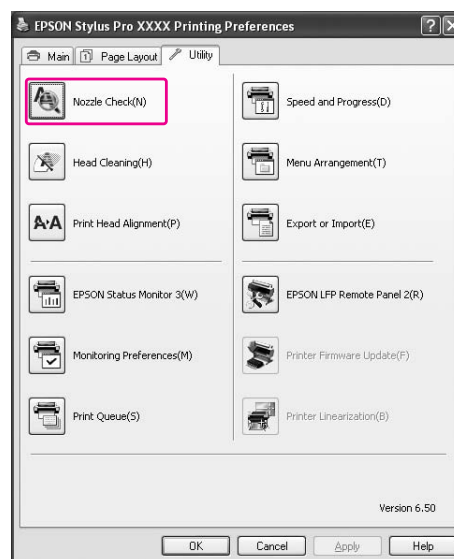 EPSON Stylus Pro XXXX Printing Preferences
Main
Page Layout
Utility
Nozzle Check(N)
Speed and Progress(D)
Head Cleaning(H)
Menu Arrangement(T)
A A
Print Head Alignment(P)
Export or Import(E)
EPSON Status Monitor 3(W)
EPSON LFP Remote Panel 2(R)
Monitoring Preferences(M)
Printer Firmware Update(F)
Print Queue(S)
Printer Linearization(B)
Version 6.50
OK
Cancel
Apply
Help